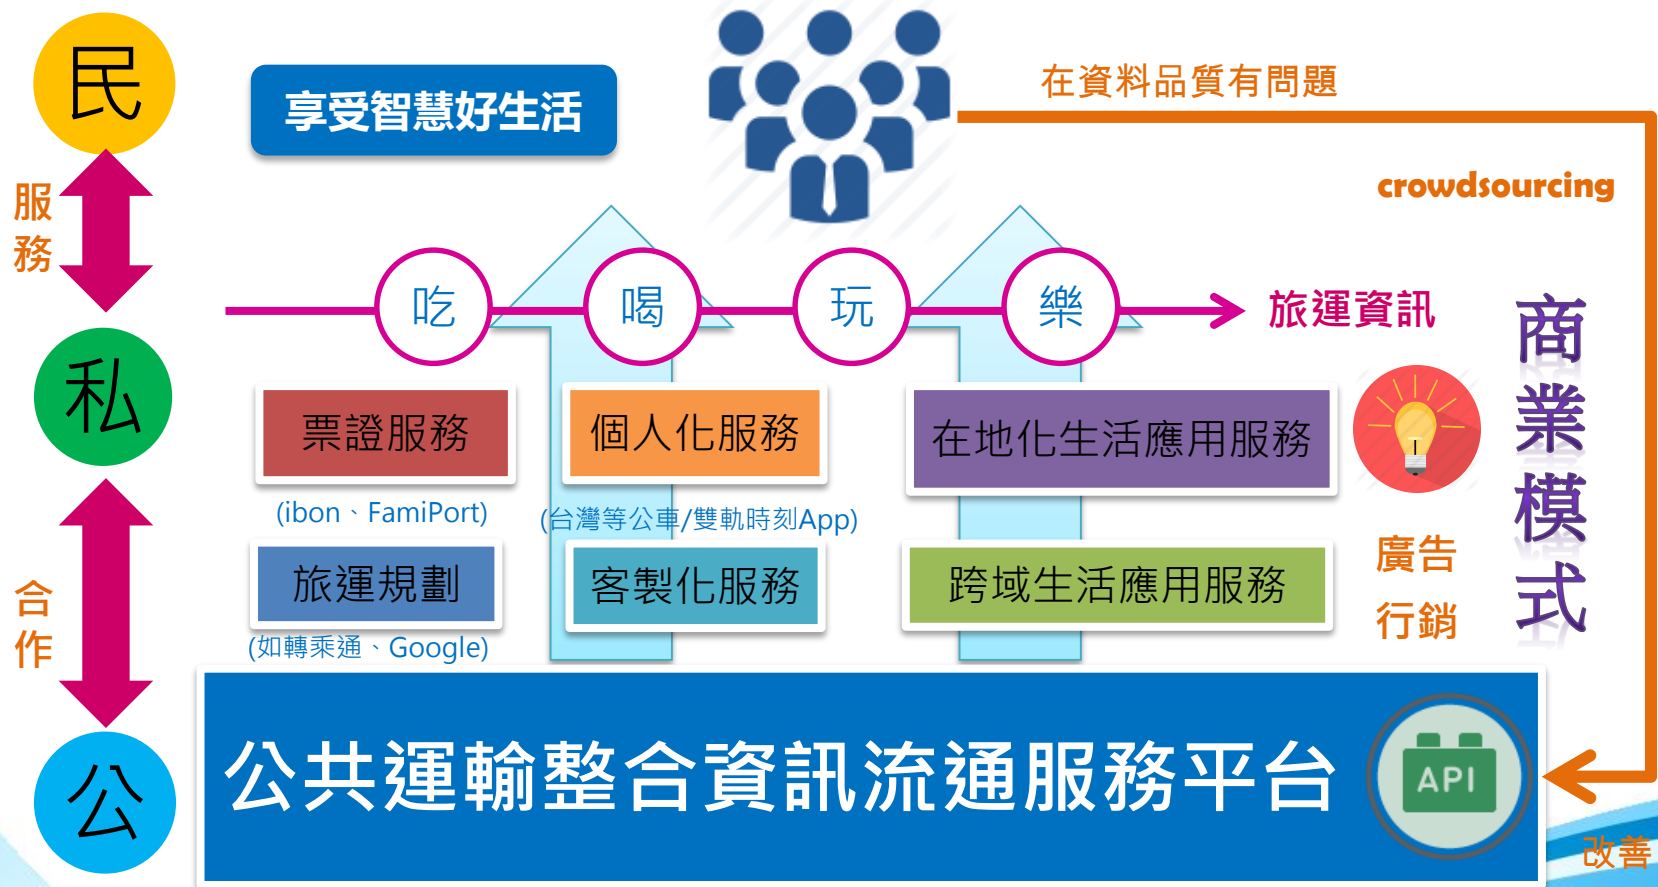 民
服
務
私
合
作
公
享受智慧好生活
在資料品質有問題
crowdsourcing
吃
喝
玩
樂
旅運資訊
票證服務
(ibon、FamiPort)
個人化服務
(台灣等公車/雙軌時刻App)
在地化生活應用服務
旅運規劃
(如轉乘通、Google)
客製化服務
跨域生活應用服務
廣告
行銷
商
業
模
式
公共運輸整合資訊流通服務平台
API
改善